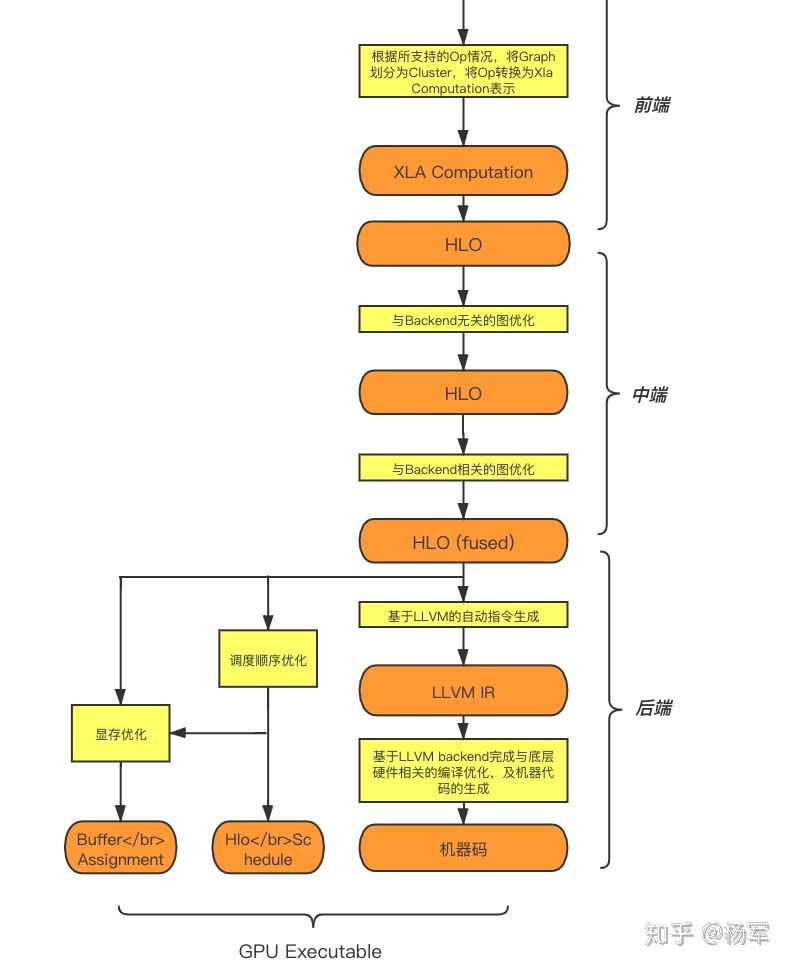 根据所支持的Op情况，将Graph
划分为Cluster，将Op转换为Xla
Computation表示
前端
XLA Computation
HLO
与Backend无关的图优化
HLO
中端
与Backend相关的图优化
HLO (fused)
基于LLVM的自动指令生成
调度顺序优化
LLVM IR
后端
显存优化
基于LLVM backend完成与底层
硬件相关的编译优化，及机器代
码的生成
Buffer</br>
Assignment
Hlo</br>Sc
hedule
机器码
GPU Executable
知乎 @杨军